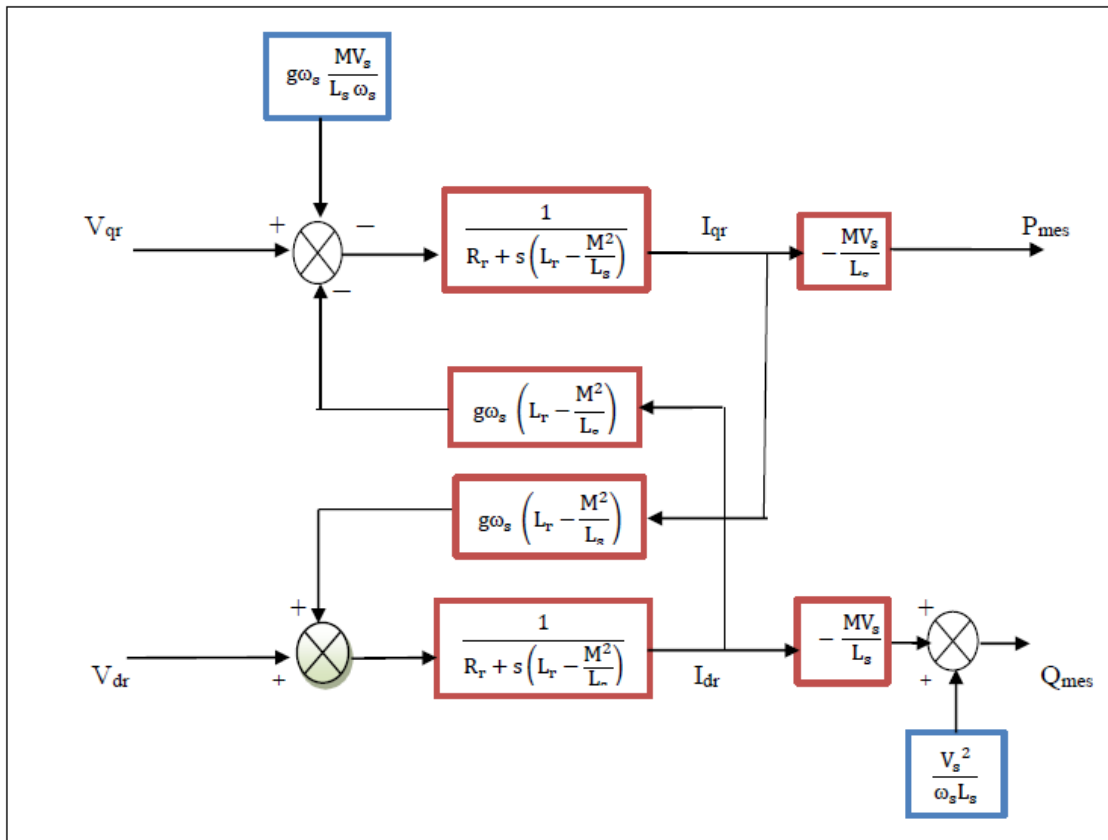 gω_s MV_s / (L_s ω_s)
V_qr
+
−
−
1 / (R_r + s(L_r − M²/L_s))
I_qr
− MV_s / L_s
P_mes
gω_s (L_r − M²/L_s)
gω_s (L_r − M²/L_s)
V_dr
+
+
1 / (R_r + s(L_r − M²/L_s))
I_dr
− MV_s / L_s
+
+
Q_mes
V_s² / (ω_s L_s)